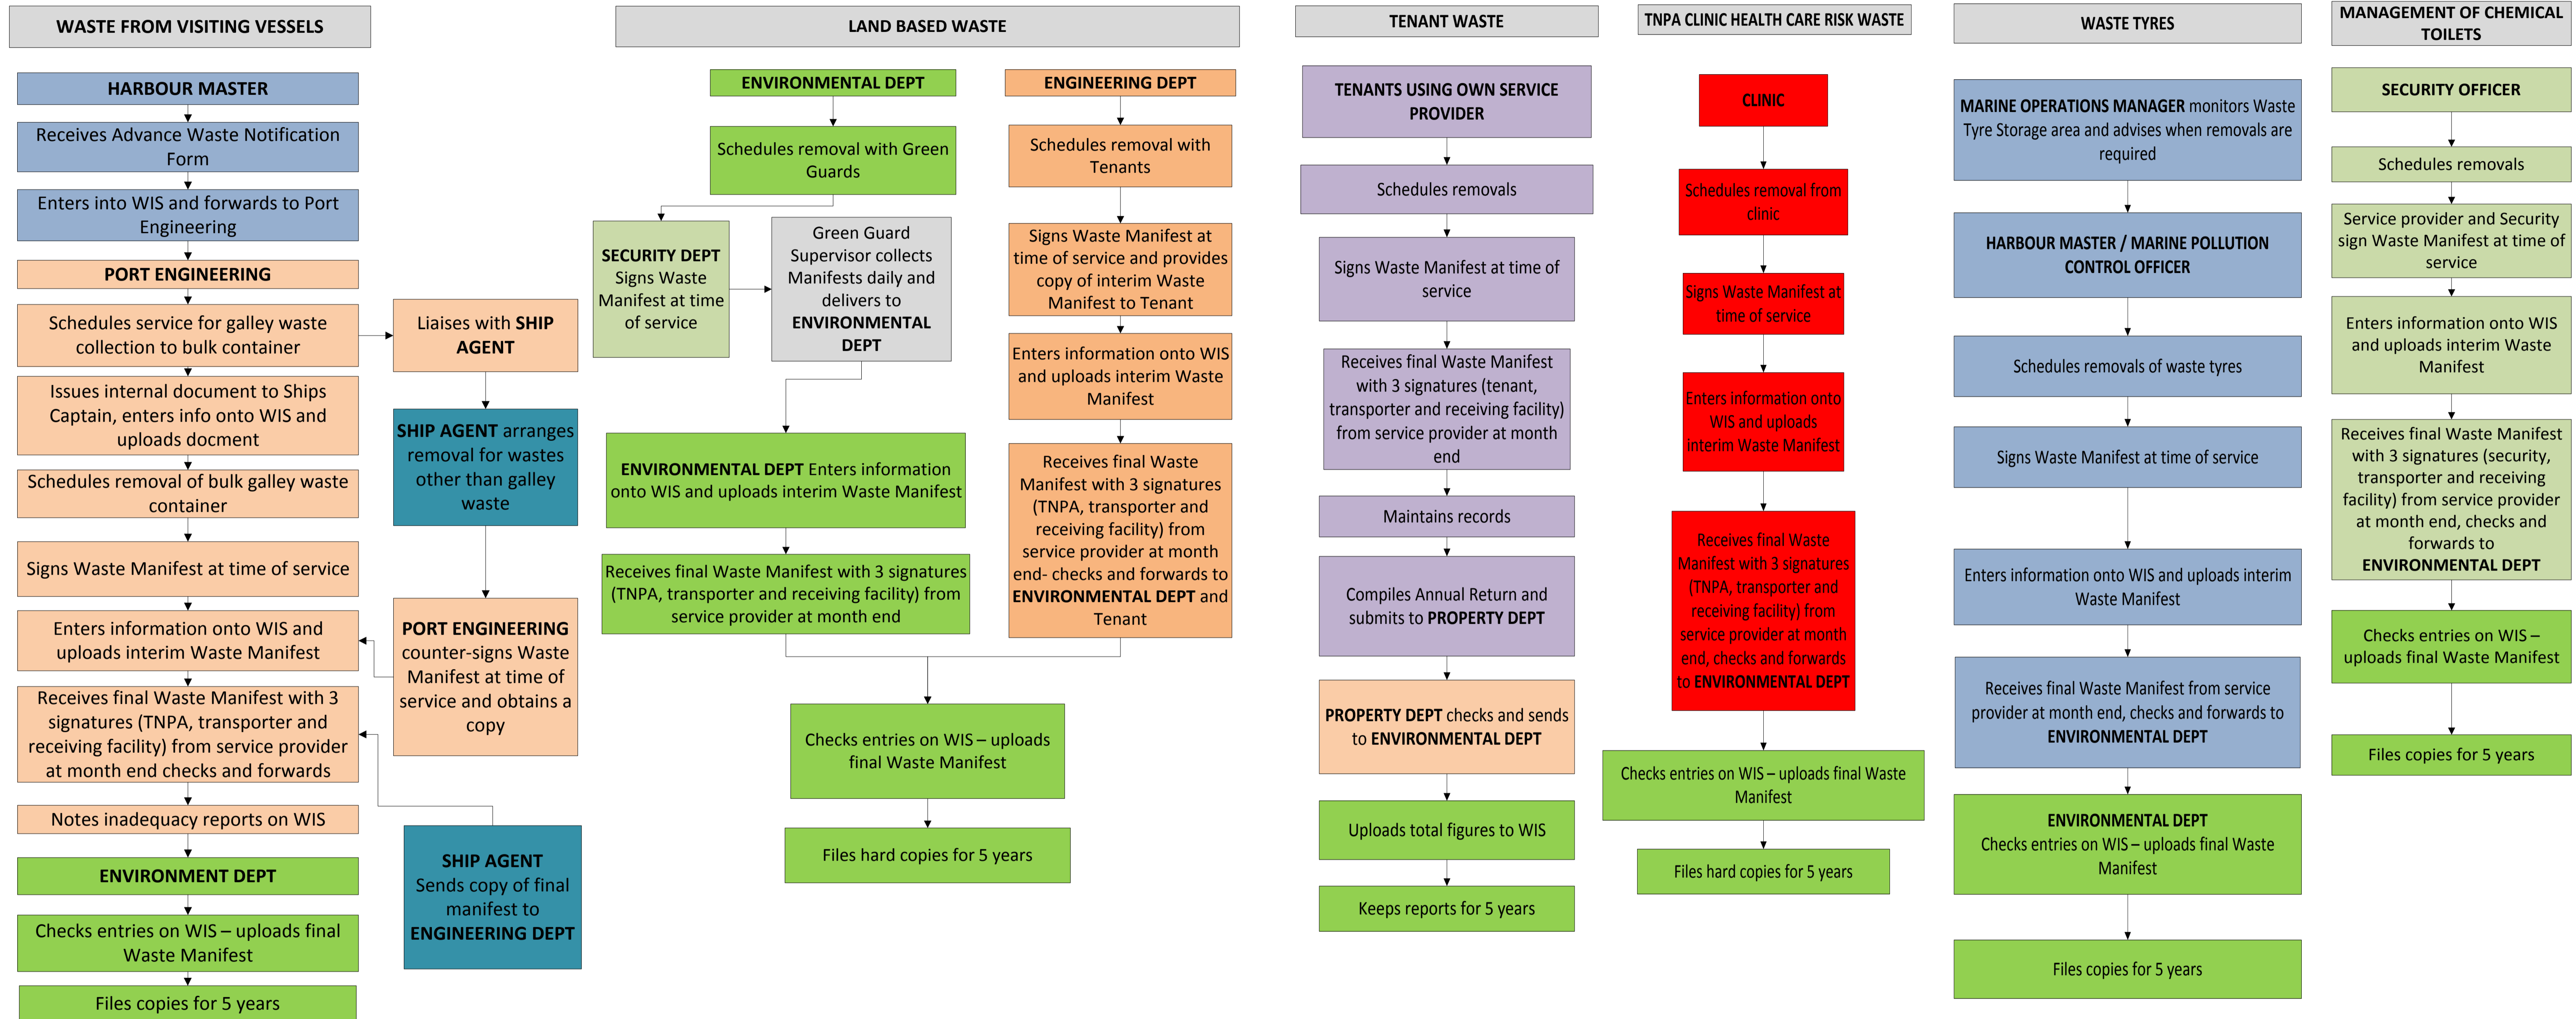 WASTE FROM VISITING VESSELS
HARBOUR MASTER
Receives Advance Waste Notification
Form
Enters into WIS and forwards to Port
Engineering
PORT ENGINEERING
Schedules service for galley waste
collection to bulk container
Issues internal document to Ships
Captain, enters info onto WIS and
uploads docment
Schedules removal of bulk galley waste
container
Signs Waste Manifest at time of service
Enters information onto WIS and
uploads interim Waste Manifest
Receives final Waste Manifest with 3
signatures (TNPA, transporter and
receiving facility) from service provider
at month end checks and forwards
Notes inadequacy reports on WIS
ENVIRONMENT DEPT
Checks entries on WIS – uploads final
Waste Manifest
Files copies for 5 years
Liaises with SHIP
AGENT
SHIP AGENT arranges
removal for wastes
other than galley
waste
PORT ENGINEERING
counter-signs Waste
Manifest at time of
service and obtains a
copy
SHIP AGENT
Sends copy of final
manifest to
ENGINEERING DEPT
LAND BASED WASTE
ENVIRONMENTAL DEPT
Schedules removal with Green
Guards
SECURITY DEPT
Signs Waste
Manifest at time
of service
Green Guard
Supervisor collects
Manifests daily and
delivers to
ENVIRONMENTAL
DEPT
ENVIRONMENTAL DEPT Enters information
onto WIS and uploads interim Waste Manifest
Receives final Waste Manifest with 3 signatures
(TNPA, transporter and receiving facility) from
service provider at month end
ENGINEERING DEPT
Schedules removal with
Tenants
Signs Waste Manifest at
time of service and provides
copy of interim Waste
Manifest to Tenant
Enters information onto WIS
and uploads interim Waste
Manifest
Receives final Waste
Manifest with 3 signatures
(TNPA, transporter and
receiving facility) from
service provider at month
end- checks and forwards to
ENVIRONMENTAL DEPT and
Tenant
Checks entries on WIS – uploads
final Waste Manifest
Files hard copies for 5 years
TENANT WASTE
TENANTS USING OWN SERVICE
PROVIDER
Schedules removals
Signs Waste Manifest at time of
service
Receives final Waste Manifest
with 3 signatures (tenant,
transporter and receiving facility)
from service provider at month
end
Maintains records
Compiles Annual Return and
submits to PROPERTY DEPT
PROPERTY DEPT checks and sends
to ENVIRONMENTAL DEPT
Uploads total figures to WIS
Keeps reports for 5 years
TNPA CLINIC HEALTH CARE RISK WASTE
CLINIC
Schedules removal from
clinic
Signs Waste Manifest at
time of service
Enters information onto
WIS and uploads
interim Waste Manifest
Receives final Waste
Manifest with 3 signatures
(TNPA, transporter and
receiving facility) from
service provider at month
end, checks and forwards
to ENVIRONMENTAL DEPT
Checks entries on WIS – uploads final Waste
Manifest
Files hard copies for 5 years
WASTE TYRES
MARINE OPERATIONS MANAGER monitors Waste
Tyre Storage area and advises when removals are
required
HARBOUR MASTER / MARINE POLLUTION
CONTROL OFFICER
Schedules removals of waste tyres
Signs Waste Manifest at time of service
Enters information onto WIS and uploads interim
Waste Manifest
Receives final Waste Manifest from service
provider at month end, checks and forwards to
ENVIRONMENTAL DEPT
ENVIRONMENTAL DEPT
Checks entries on WIS – uploads final Waste
Manifest
Files copies for 5 years
MANAGEMENT OF CHEMICAL
TOILETS
SECURITY OFFICER
Schedules removals
Service provider and Security
sign Waste Manifest at time of
service
Enters information onto WIS
and uploads interim Waste
Manifest
Receives final Waste Manifest
with 3 signatures (security,
transporter and receiving
facility) from service provider
at month end, checks and
forwards to
ENVIRONMENTAL DEPT
Checks entries on WIS –
uploads final Waste Manifest
Files copies for 5 years